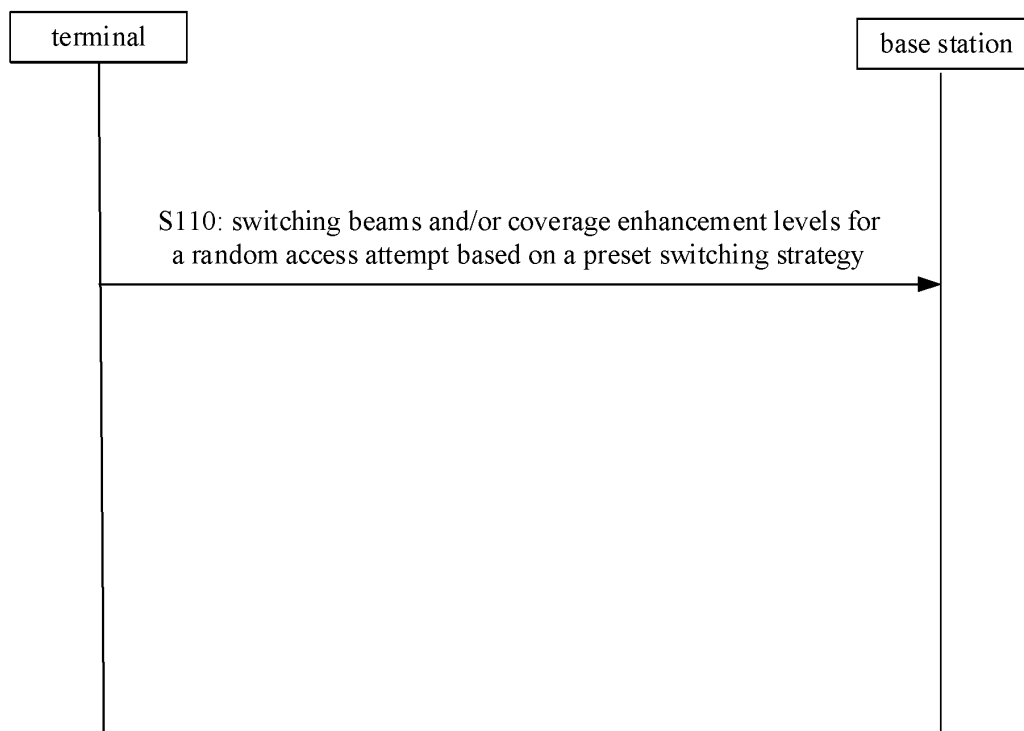 terminal
base station
S110: switching beams and/or coverage enhancement levels for
a random access attempt based on a preset switching strategy